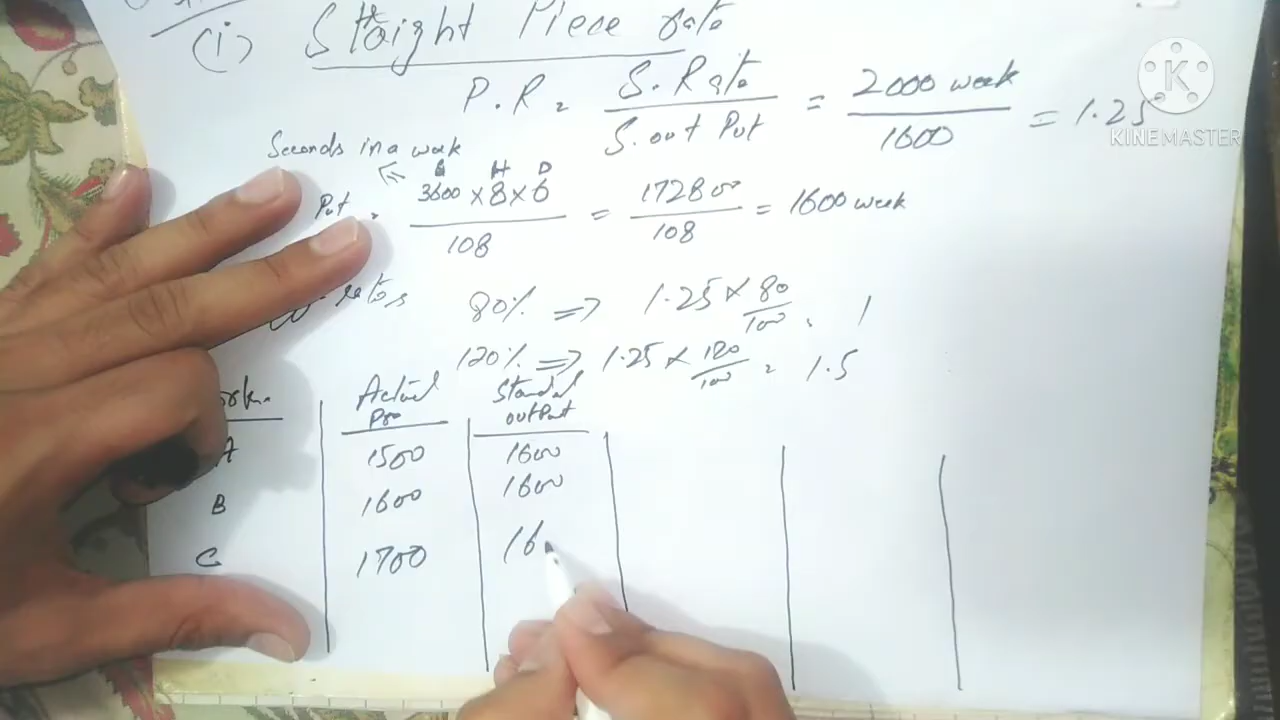 (i) Straight Piece rate
P.R = S.Rate / S.out Put = 2000 week / 1600 = 1.25
K
KINEMASTER
Seconds in a week
H D
Put = 3600 × 8 × 6 / 108 = 172800 / 108 = 1600 week
80% => 1.25 × 80/100 = 1
120% => 1.25 × 120/100 = 1.5
Actual Pro Standard outPut
A 1500 1600
B 1600 1600
C 1700 16